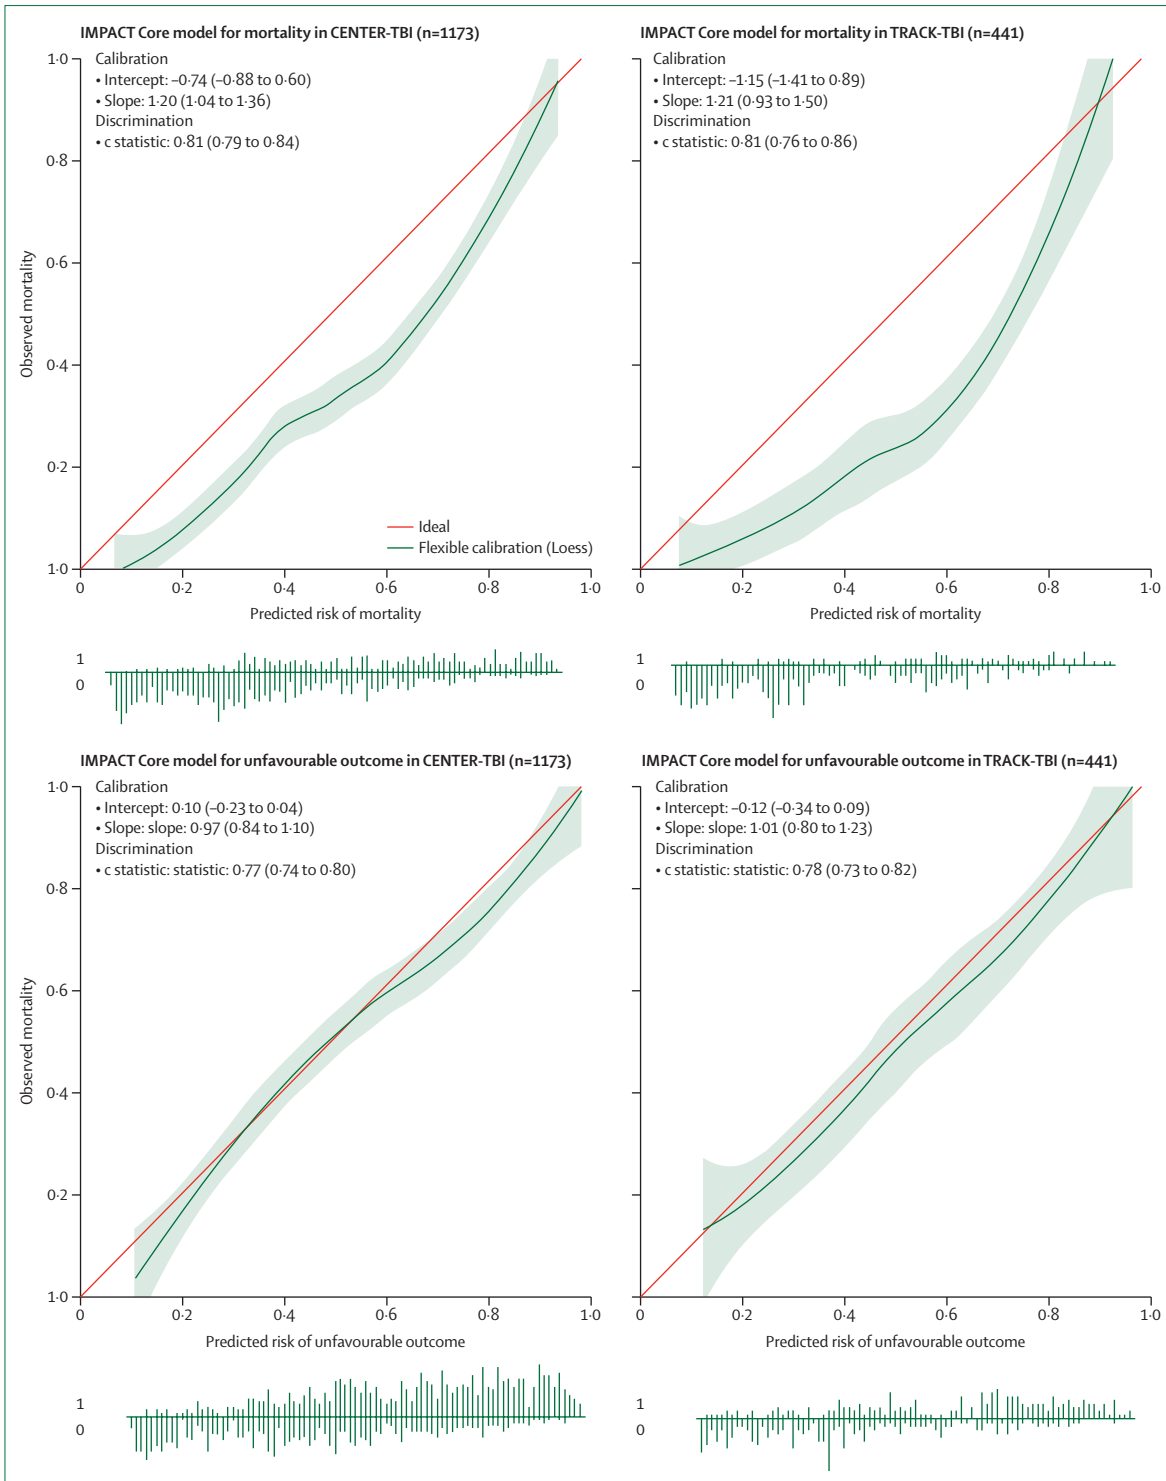 IMPACT Core model for mortality in CENTER-TBI (n=1173)
Calibration
• Intercept: –0·74 (–0·88 to 0·60)
• Slope: 1·20 (1·04 to 1·36)
Discrimination
• c statistic: 0·81 (0·79 to 0·84)
1·0
0·8
0·6
0·4
0·2
1·0
Observed mortality
Ideal
Flexible calibration (Loess)
0 0·2 0·4 0·6 0·8 1·0
Predicted risk of mortality
1
0
IMPACT Core model for mortality in TRACK-TBI (n=441)
Calibration
• Intercept: –1·15 (–1·41 to 0·89)
• Slope: 1·21 (0·93 to 1·50)
Discrimination
• c statistic: 0·81 (0·76 to 0·86)
0 0·2 0·4 0·6 0·8 1·0
Predicted risk of mortality
1
0
IMPACT Core model for unfavourable outcome in CENTER-TBI (n=1173)
Calibration
• Intercept: 0·10 (–0·23 to 0·04)
• Slope: slope: 0·97 (0·84 to 1·10)
Discrimination
• c statistic: statistic: 0·77 (0·74 to 0·80)
1·0
0·8
0·6
0·4
0·2
1·0
Observed mortality
0 0·2 0·4 0·6 0·8 1·0
Predicted risk of unfavourable outcome
1
0
IMPACT Core model for unfavourable outcome in TRACK-TBI (n=441)
Calibration
• Intercept: –0·12 (–0·34 to 0·09)
• Slope: slope: 1·01 (0·80 to 1·23)
Discrimination
• c statistic: statistic: 0·78 (0·73 to 0·82)
0 0·2 0·4 0·6 0·8 1·0
Predicted risk of unfavourable outcome
1
0